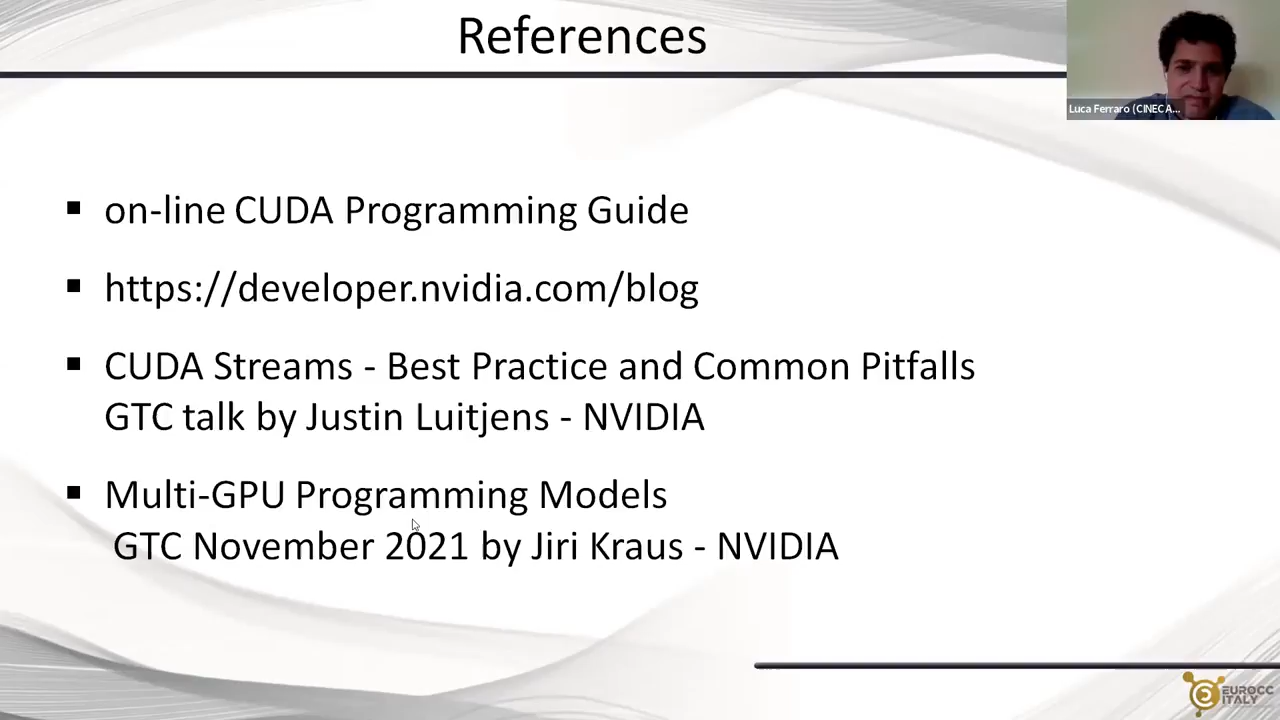 References
Luca Ferraro (CINEC A...
▪ on-line CUDA Programming Guide
▪ https://developer.nvidia.com/blog
▪ CUDA Streams - Best Practice and Common Pitfalls
GTC talk by Justin Luitjens - NVIDIA
▪ Multi-GPU Programming Models
GTC November 2021 by Jiri Kraus - NVIDIA
EUROCC
ITALY